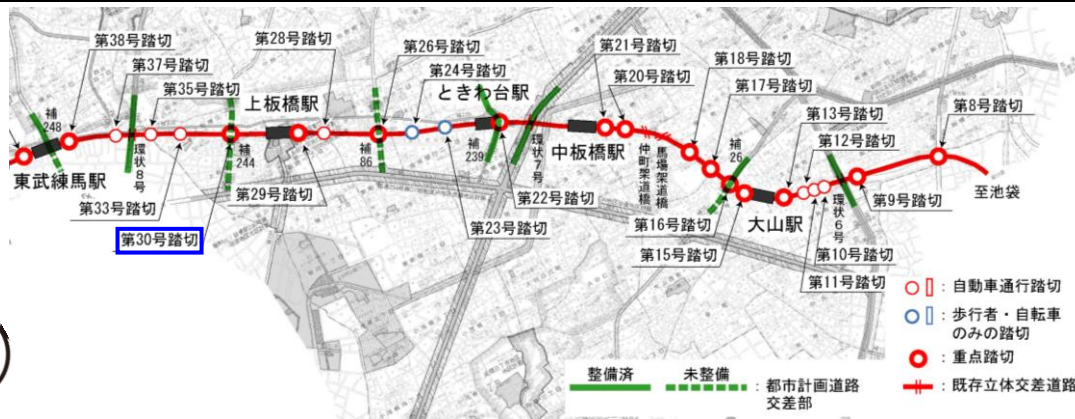 第38号踏切
第37号踏切
第35号踏切
第28号踏切
上板橋駅
第26号踏切
第24号踏切
ときわ台駅
第21号踏切
第20号踏切
第18号踏切
第17号踏切
第13号踏切
第12号踏切
第8号踏切
補
248
東武練馬駅
環状8号
第33号踏切
第30号踏切
補
244
第29号踏切
補
86
補
239
環状7号
中板橋駅
第22号踏切
第23号踏切
仲町架道橋
馬場架道橋
補
26
第16号踏切
第15号踏切
大山駅
環状6号
第9号踏切
第10号踏切
第11号踏切
至池袋
：自動車通行踏切
：歩行者・自転車
のみの踏切
：重点踏切
：既存立体交差道路
整備済
未整備
：都市計画道路
交差部